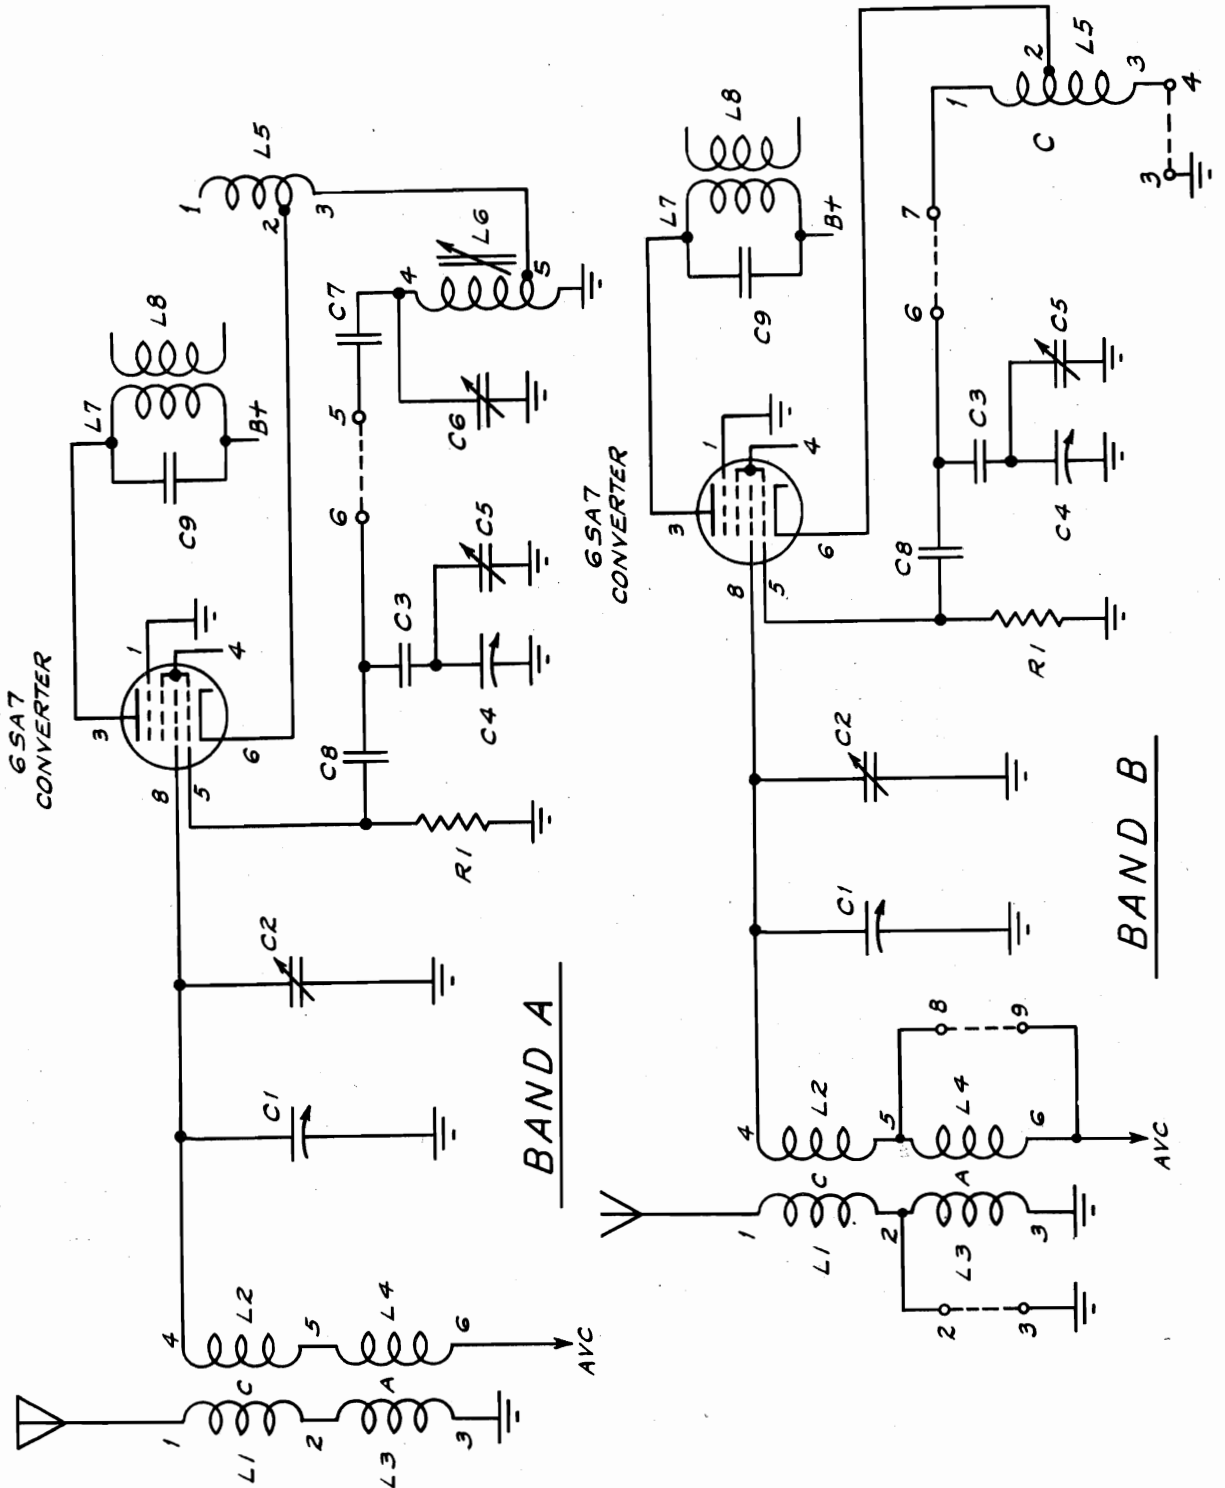 6SA7
CONVERTER
3
1
8
5
4
6
L7
L8
C9
B+
L5
1
2
3
C8
C3
6
5
C7
4
L6
5
C6
C5
C4
R1
C2
C1
4
L2
5
L4
6
1
C
L1
2
A
L3
3
AVC
BAND A
6SA7
CONVERTER
3
1
8
5
4
6
L7
L8
C9
B+
C8
6
7
1
2
L5
C
3
3
4
C3
C5
C4
R1
C2
C1
4
L2
5
8
L4
9
6
1
C
L1
2
A
L3
3
2
3
AVC
BAND B